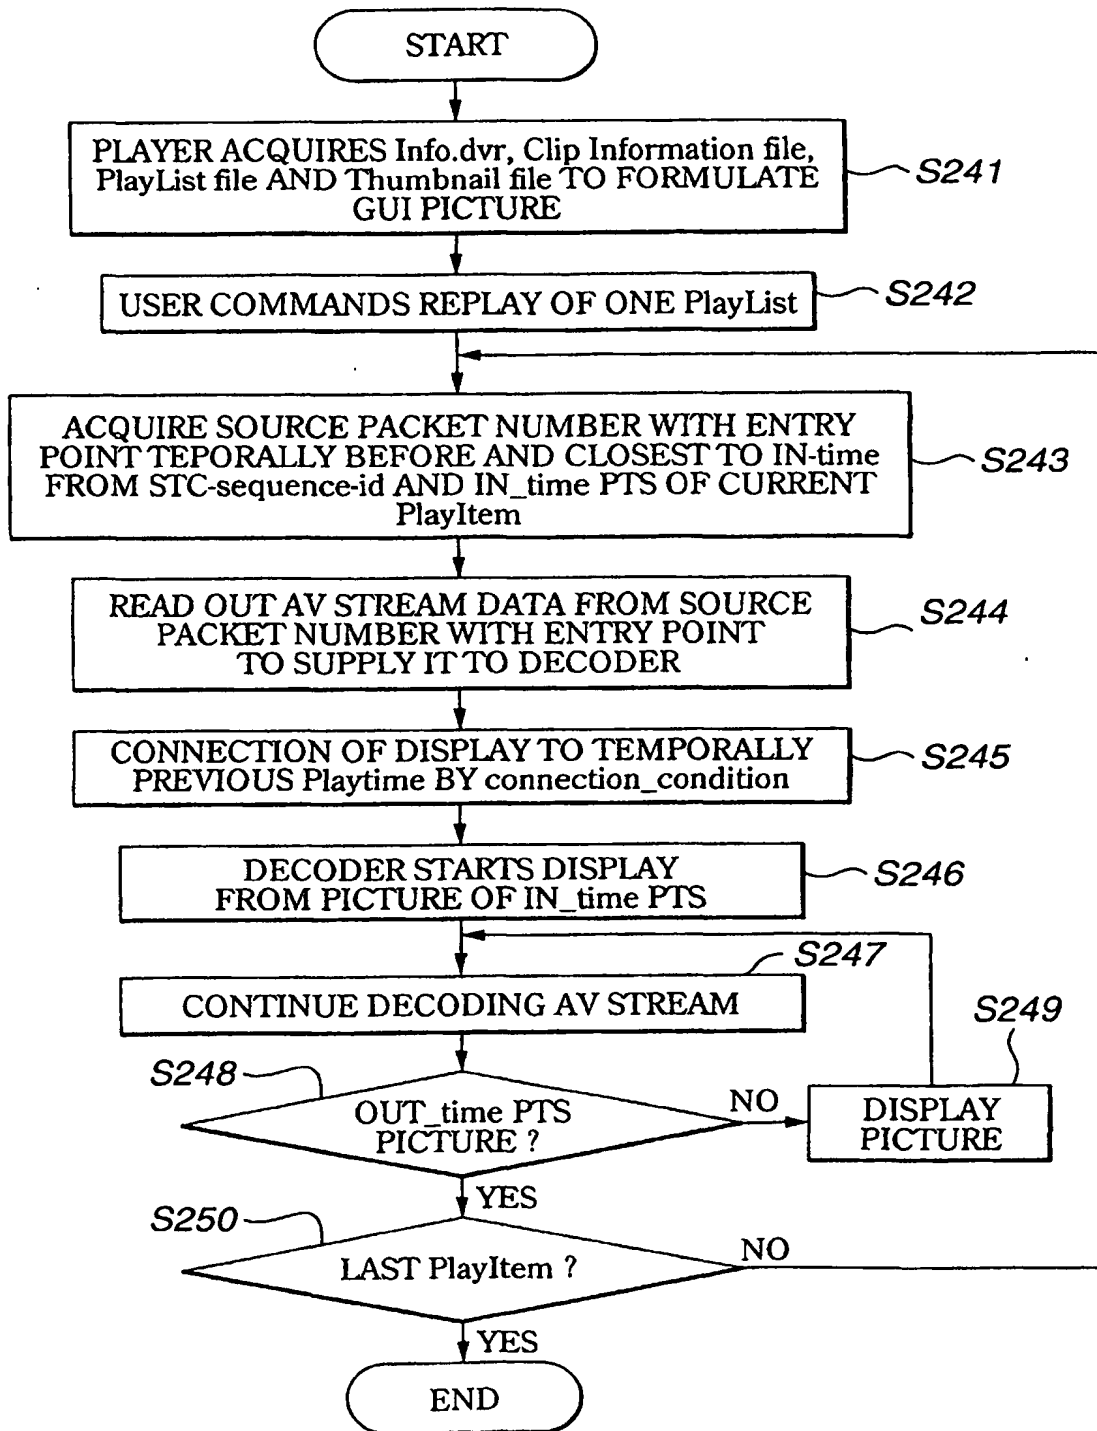 START
PLAYER ACQUIRES Info.dvr, Clip Information file,
PlayList file AND Thumbnail file TO FORMULATE
GUI PICTURE
S241
USER COMMANDS REPLAY OF ONE PlayList
S242
ACQUIRE SOURCE PACKET NUMBER WITH ENTRY
POINT TEPORALLY BEFORE AND CLOSEST TO IN-time
FROM STC-sequence-id AND IN_time PTS OF CURRENT
PlayItem
S243
READ OUT AV STREAM DATA FROM SOURCE
PACKET NUMBER WITH ENTRY POINT
TO SUPPLY IT TO DECODER
S244
CONNECTION OF DISPLAY TO TEMPORALLY
PREVIOUS Playtime BY connection_condition
S245
DECODER STARTS DISPLAY
FROM PICTURE OF IN_time PTS
S246
S247
CONTINUE DECODING AV STREAM
S248
OUT_time PTS
PICTURE ?
NO
S249
DISPLAY
PICTURE
YES
S250
LAST PlayItem ?
NO
YES
END